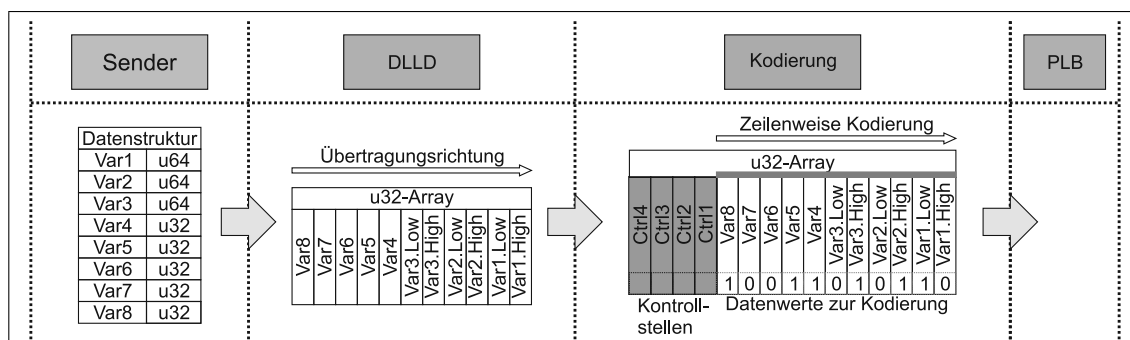 Sender
DLLD
Kodierung
PLB
Datenstruktur
Var1 u64
Var2 u64
Var3 u64
Var4 u32
Var5 u32
Var6 u32
Var7 u32
Var8 u32
Übertragungsrichtung
u32-Array
Var8
Var7
Var6
Var5
Var4
Var3.Low
Var3.High
Var2.Low
Var2.High
Var1.Low
Var1.High
Zeilenweise Kodierung
u32-Array
Ctrl4
Ctrl3
Ctrl2
Ctrl1
Var8
Var7
Var6
Var5
Var4
Var3.Low
Var3.High
Var2.Low
Var2.High
Var1.Low
Var1.High
1 0 0 1 1 0 1 0 1 1 0
Kontroll-
stellen
Datenwerte zur Kodierung